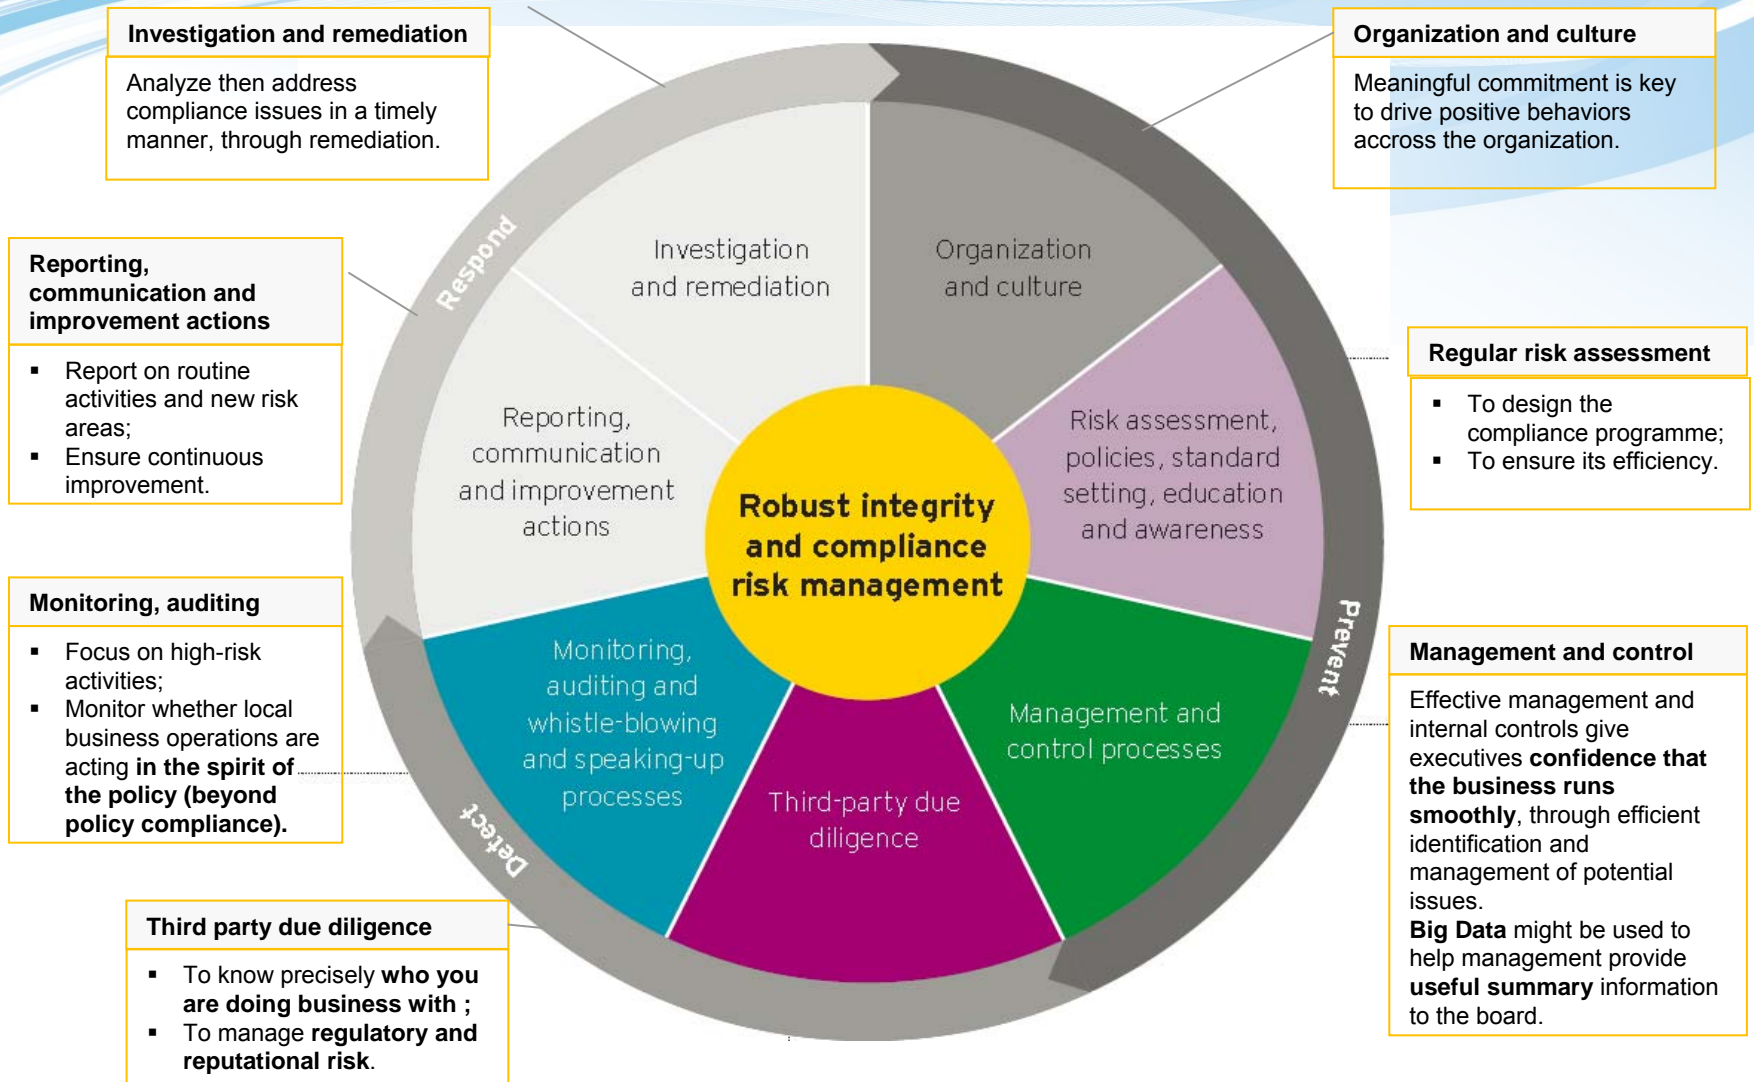 Investigation and remediation
Analyze then address
compliance issues in a timely
manner, through remediation.
Organization and culture
Meaningful commitment is key
to drive positive behaviors
accross the organization.
Reporting,
communication and
improvement actions
▪ Report on routine
activities and new risk
areas;
▪ Ensure continuous
improvement.
Regular risk assessment
▪ To design the
compliance programme;
▪ To ensure its efficiency.
Monitoring, auditing
▪ Focus on high-risk
activities;
▪ Monitor whether local
business operations are
acting in the spirit of
the policy (beyond
policy compliance).
Management and control
Effective management and
internal controls give
executives confidence that
the business runs
smoothly, through efficient
identification and
management of potential
issues.
Big Data might be used to
help management provide
useful summary information
to the board.
Third party due diligence
▪ To know precisely who you
are doing business with ;
▪ To manage regulatory and
reputational risk.
Respond
Prevent
Detect
Investigation
and remediation
Organization
and culture
Reporting,
communication
and improvement
actions
Risk assessment,
policies, standard
setting, education
and awareness
Robust integrity
and compliance
risk management
Monitoring,
auditing and
whistle-blowing
and speaking-up
processes
Management and
control processes
Third-party due
diligence